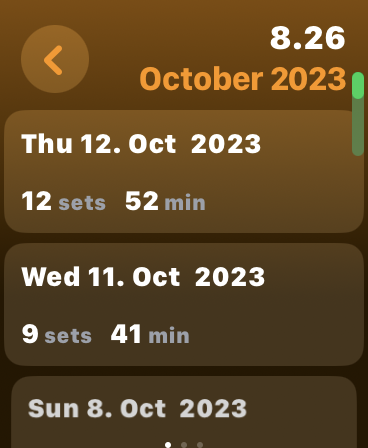 8.26
October 2023
Thu 12. Oct 2023
12 sets 52 min
Wed 11. Oct 2023
9 sets 41 min
Sun 8. Oct 2023